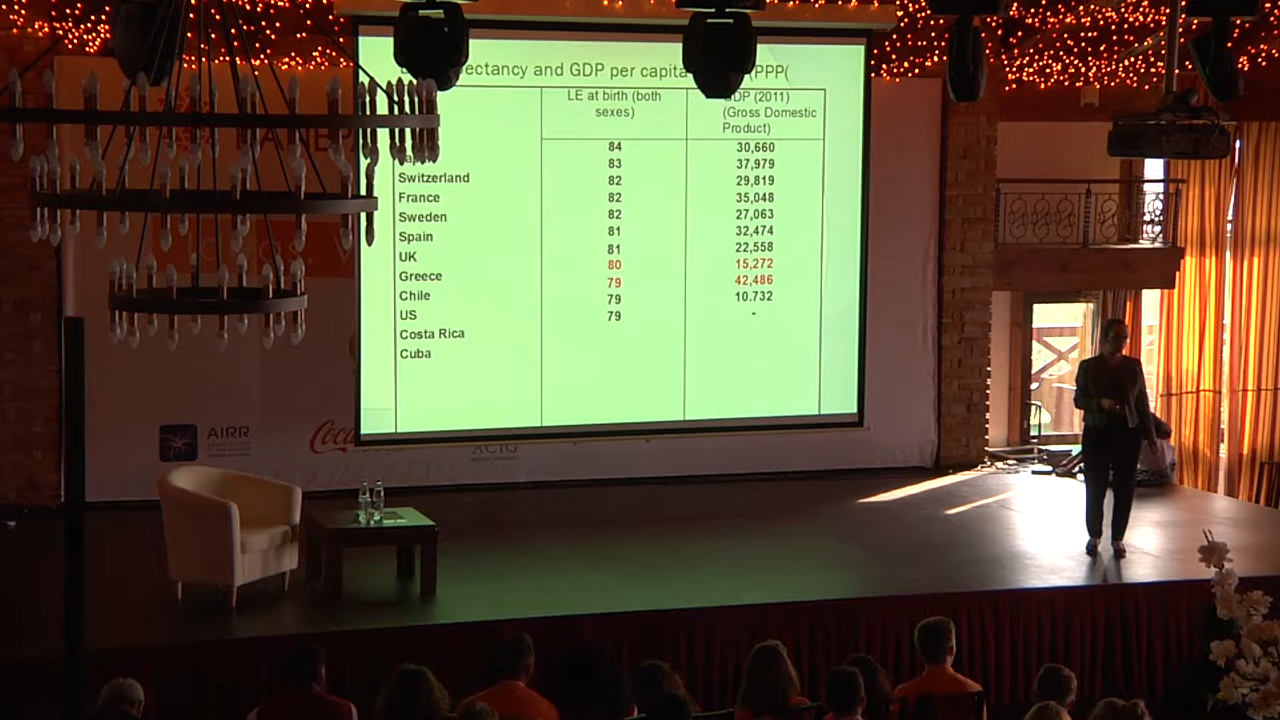 and GDP per capita
(PPP(
LE at birth (both
sexes)
GDP (2011)
(Gross Domestic
Product)
84 30,660
83 37,979
Switzerland 82 29,819
France 82 35,048
Sweden 82 27,063
Spain 81 32,474
UK 81 22,558
Greece 80 15,272
Chile 79 42,486
US 79 10.732
Costa Rica 79 -
Cuba
AIRR
ACIG